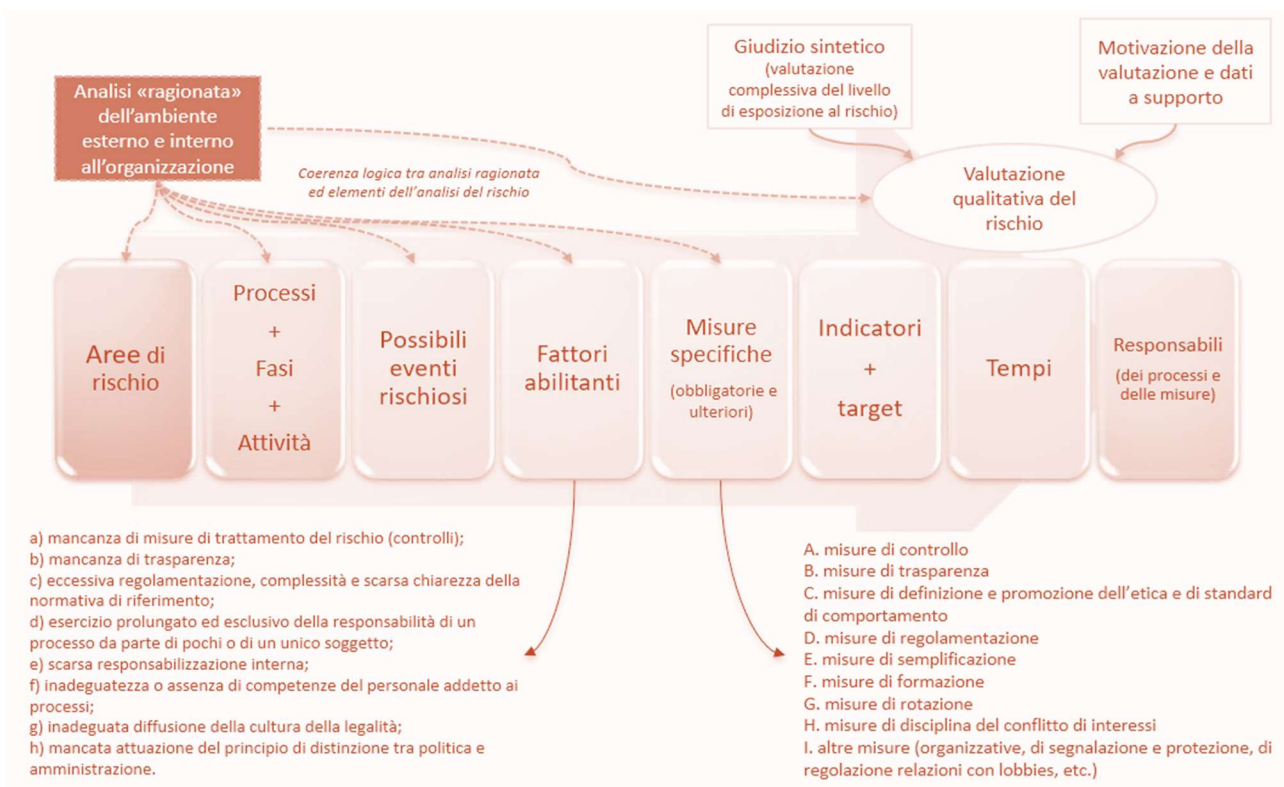 Analisi «ragionata»
dell'ambiente
esterno e interno
all'organizzazione
Giudizio sintetico
(valutazione
complessiva del livello
di esposizione al rischio)
Motivazione della
valutazione e dati
a supporto
Coerenza logica tra analisi ragionata
ed elementi dell'analisi del rischio
Valutazione
qualitativa del
rischio
Aree di
rischio
Processi
+
Fasi
+
Attività
Possibili
eventi
rischiosi
Fattori
abilitanti
Misure
specifiche
(obbligatorie e
ulteriori)
Indicatori
+
target
Tempi
Responsabili
(dei processi e
delle misure)
a) mancanza di misure di trattamento del rischio (controlli);
b) mancanza di trasparenza;
c) eccessiva regolamentazione, complessità e scarsa chiarezza della
normativa di riferimento;
d) esercizio prolungato ed esclusivo della responsabilità di un
processo da parte di pochi o di un unico soggetto;
e) scarsa responsabilizzazione interna;
f) inadeguatezza o assenza di competenze del personale addetto ai
processi;
g) inadeguata diffusione della cultura della legalità;
h) mancata attuazione del principio di distinzione tra politica e
amministrazione.
A. misure di controllo
B. misure di trasparenza
C. misure di definizione e promozione dell'etica e di standard
di comportamento
D. misure di regolamentazione
E. misure di semplificazione
F. misure di formazione
G. misure di rotazione
H. misure di disciplina del conflitto di interessi
I. altre misure (organizzative, di segnalazione e protezione, di
regolazione relazioni con lobbies, etc.)